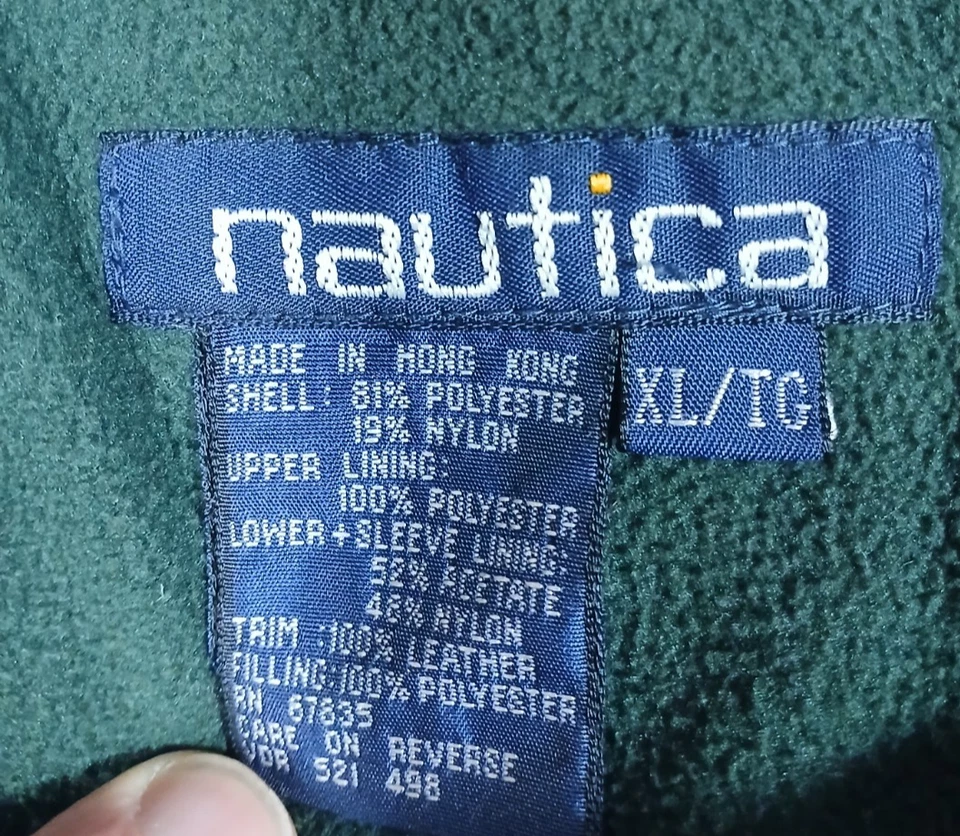 nautica
XL/TG
MADE IN HONG KONG
SHELL: 81% POLYESTER
19% NYLON
UPPER LINING:
100% POLYESTER
LOWER+SLEEVE LINING:
52% ACETATE
48% NYLON
TRIM :100% LEATHER
FILLING:100% POLYESTER
RN 67835
CARE ON REVERSE
521 498